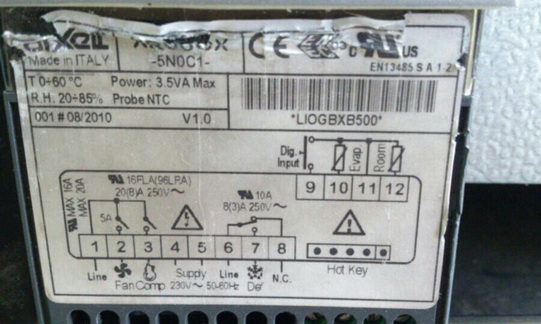 Made in ITALY
-5N0C1-
CE
c UL US
EN13485 S A 1 2
T 0÷60 °C Power: 3.5VA Max
R.H. 20÷85% Probe NTC
001 # 08/2010 V1.0
*LIOGBXB500*
Dig. Input
Evap.
Room
9 10 11 12
MAX 16A
MAX 20A
16FLA(96LRA)
20(8)A 250V~
5A
10A
8(3)A 250V~
1 2 3 4 5 6 7 8
Line Fan Comp Supply 230V~ 50-60Hz Line Def N.C.
Hot Key